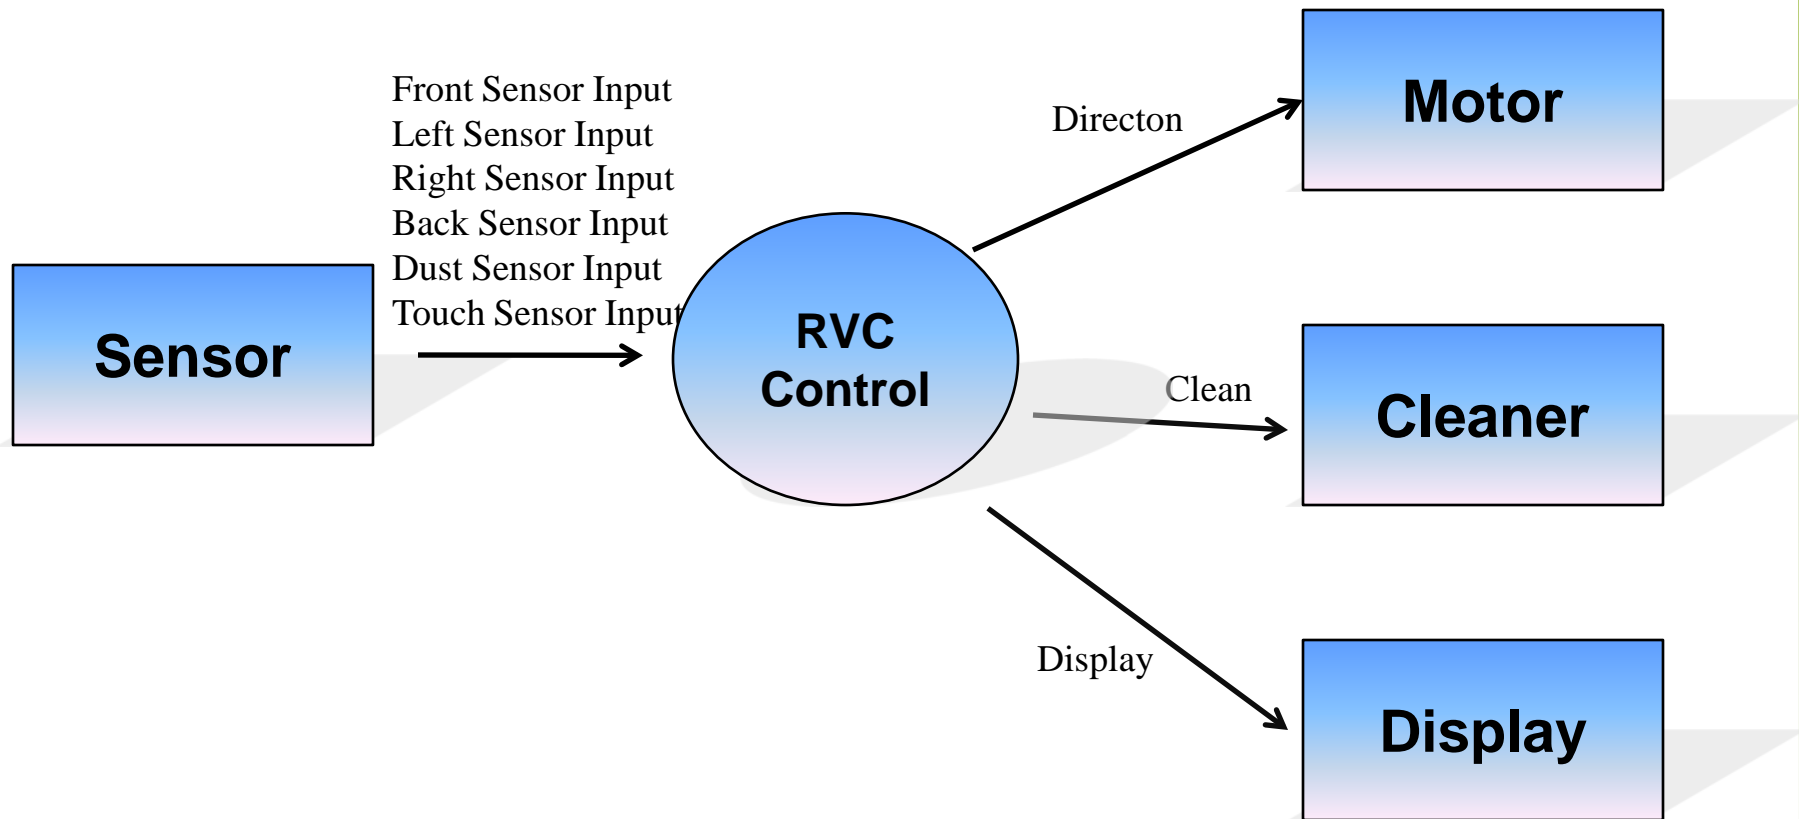 Front Sensor Input
Left Sensor Input
Right Sensor Input
Back Sensor Input
Dust Sensor Input
Touch Sensor Input
Sensor
RVC
Control
Directon
Motor
Clean
Cleaner
Display
Display